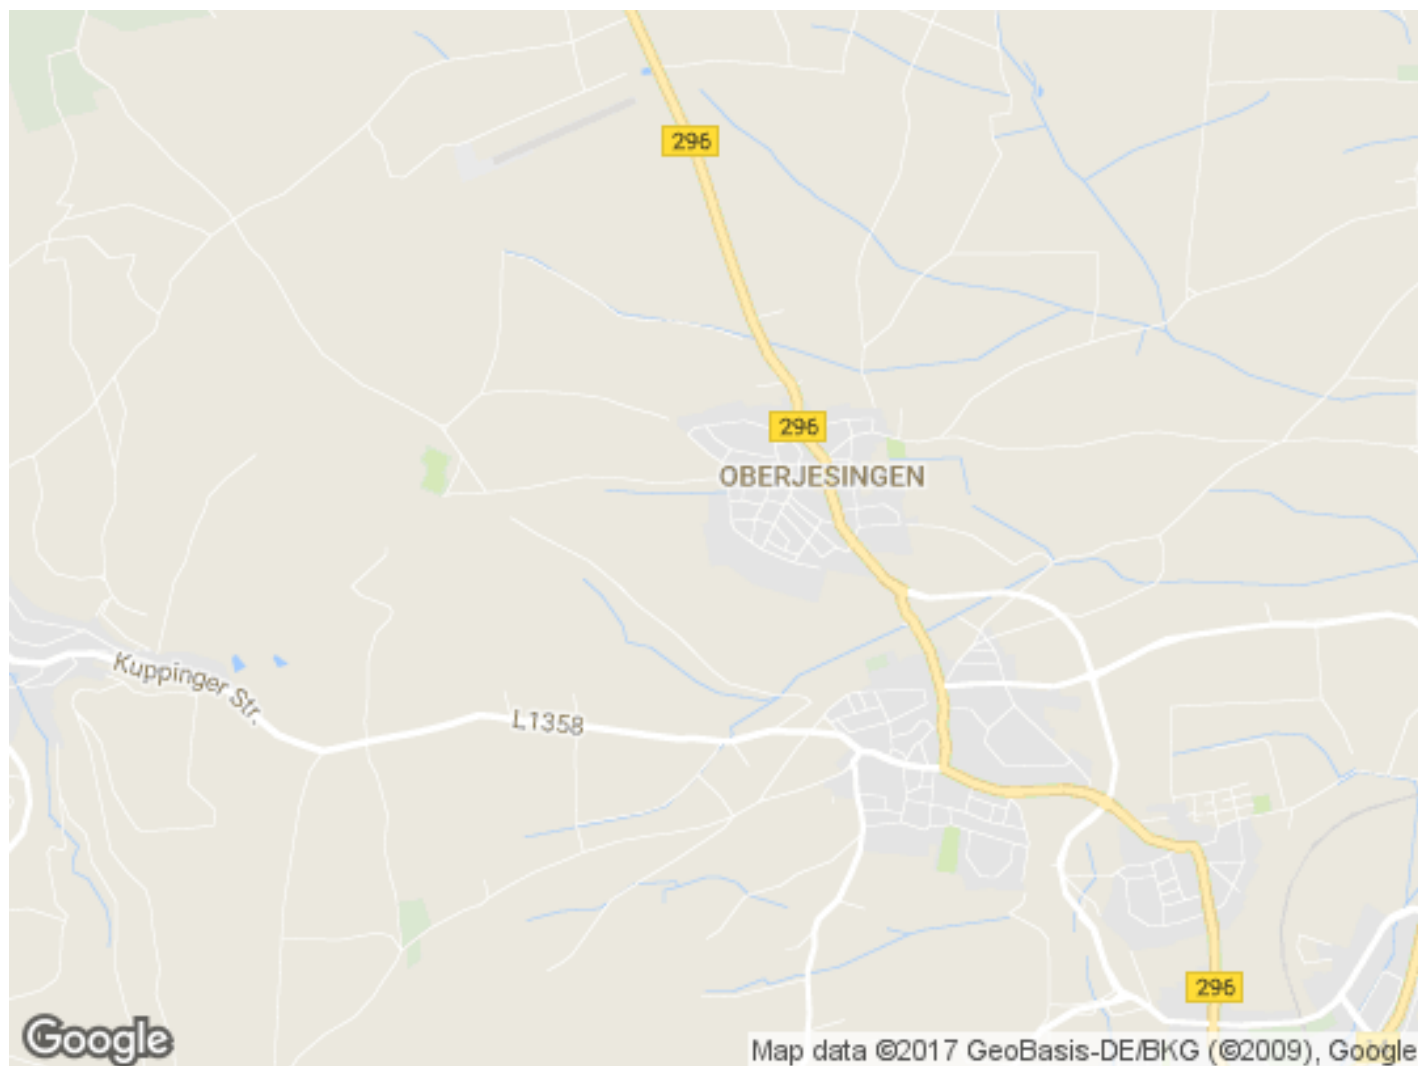 296
296
OBERJESINGEN
Kuppinger Str.
L1358
296
Google
Map data ©2017 GeoBasis-DE/BKG (©2009), Google